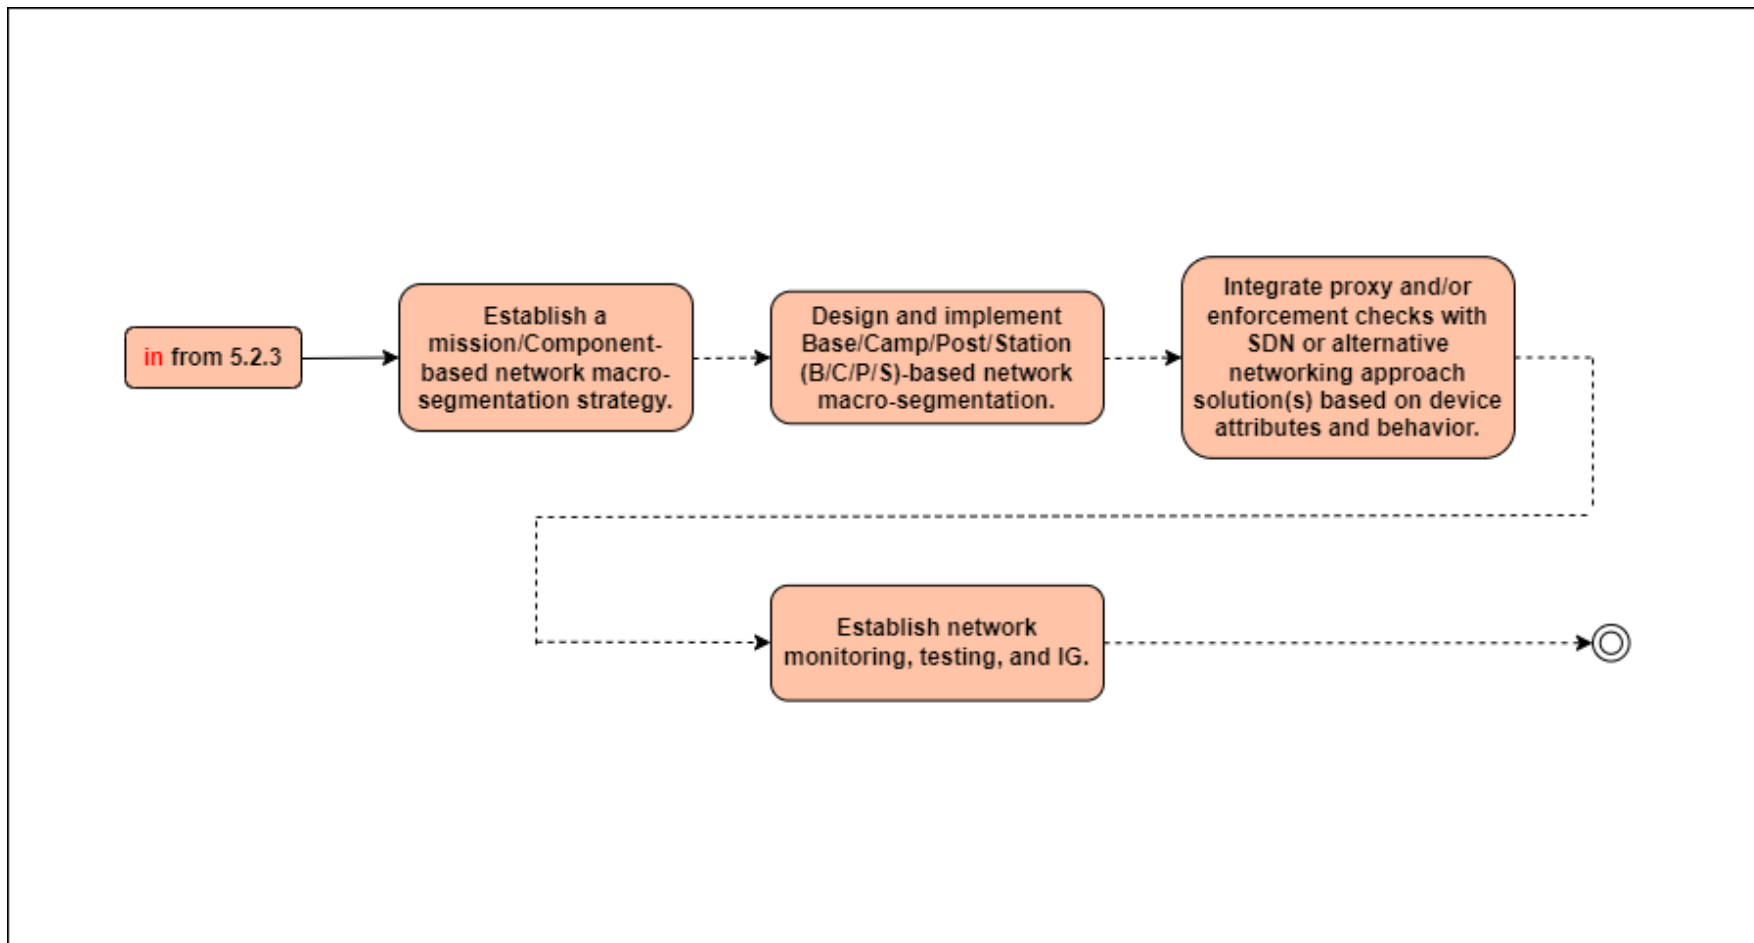 in from 5.2.3
Establish a
mission/Component-
based network macro-
segmentation strategy.
Design and implement
Base/Camp/Post/Station
(B/C/P/S)-based network
macro-segmentation.
Integrate proxy and/or
enforcement checks with
SDN or alternative
networking approach
solution(s) based on device
attributes and behavior.
Establish network
monitoring, testing, and IG.